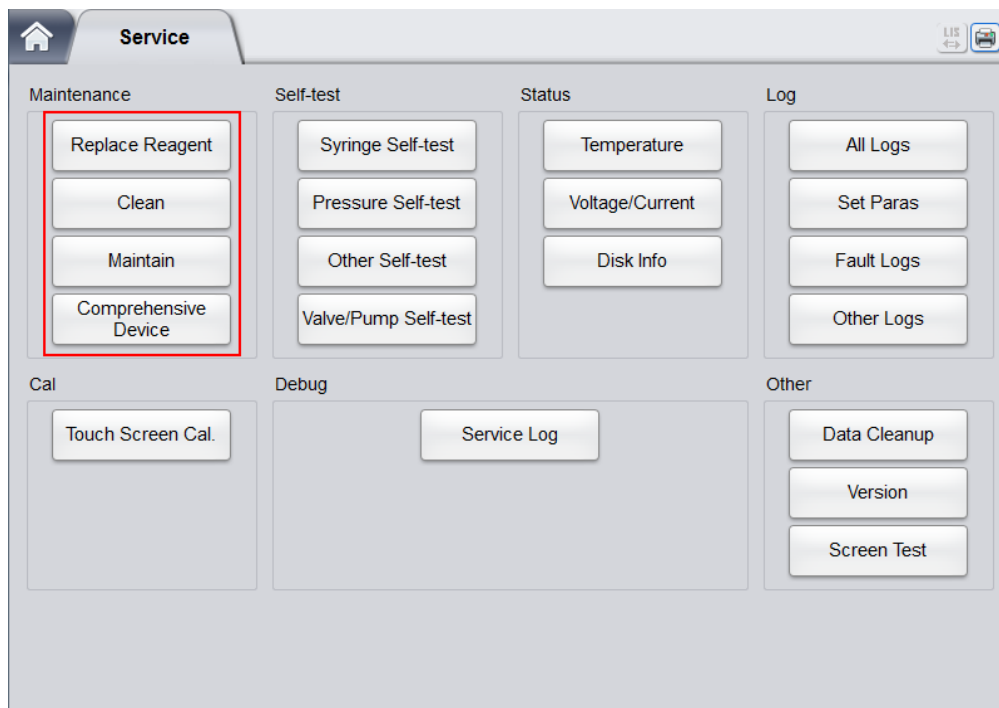 Service
LIS
Maintenance
Self-test
Status
Log
Replace Reagent
Syringe Self-test
Temperature
All Logs
Clean
Pressure Self-test
Voltage/Current
Set Paras
Maintain
Other Self-test
Disk Info
Fault Logs
Comprehensive
Device
Valve/Pump Self-test
Other Logs
Cal
Debug
Other
Touch Screen Cal.
Service Log
Data Cleanup
Version
Screen Test